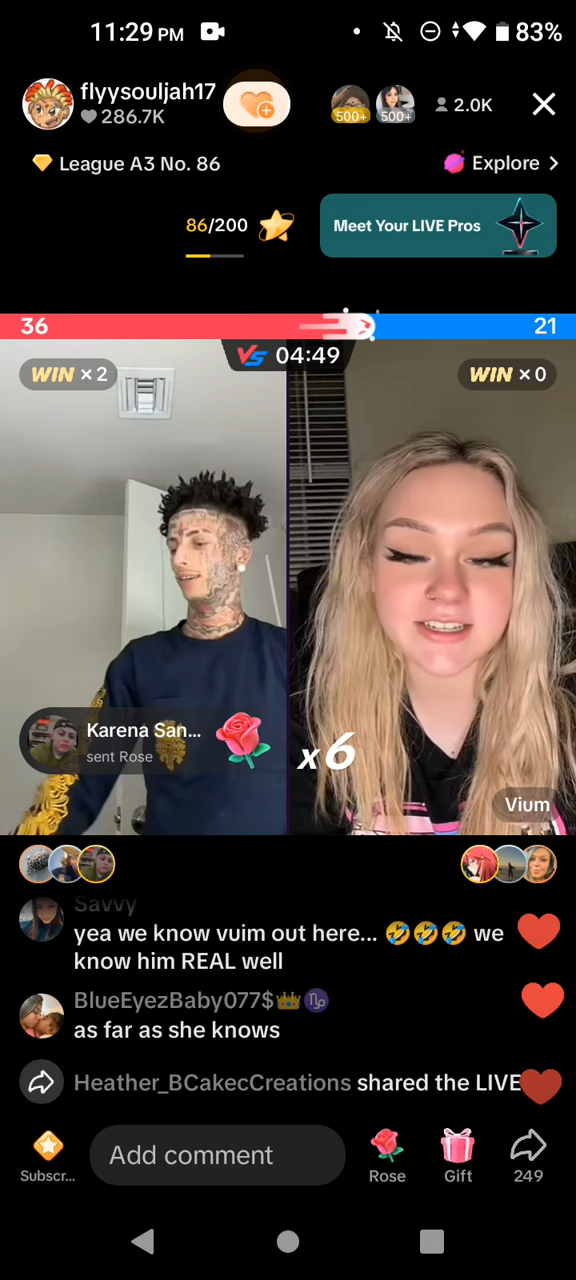 11:29 PM
83%
flyysouljah17
286.7K
500+
500+
2.0K
League A3 No. 86
Explore
86/200
Meet Your LIVE Pros
36
21
VS 04:49
WIN × 2
WIN × 0
Karena San...
sent Rose
x6
Vium
Savvy
yea we know vuim out here... 🤣🤣🤣 we
know him REAL well
BlueEyezBaby077$👑♑
as far as she knows
Heather_BCakecCreations shared the LIVE
Subscr...
Add comment
Rose
Gift
249